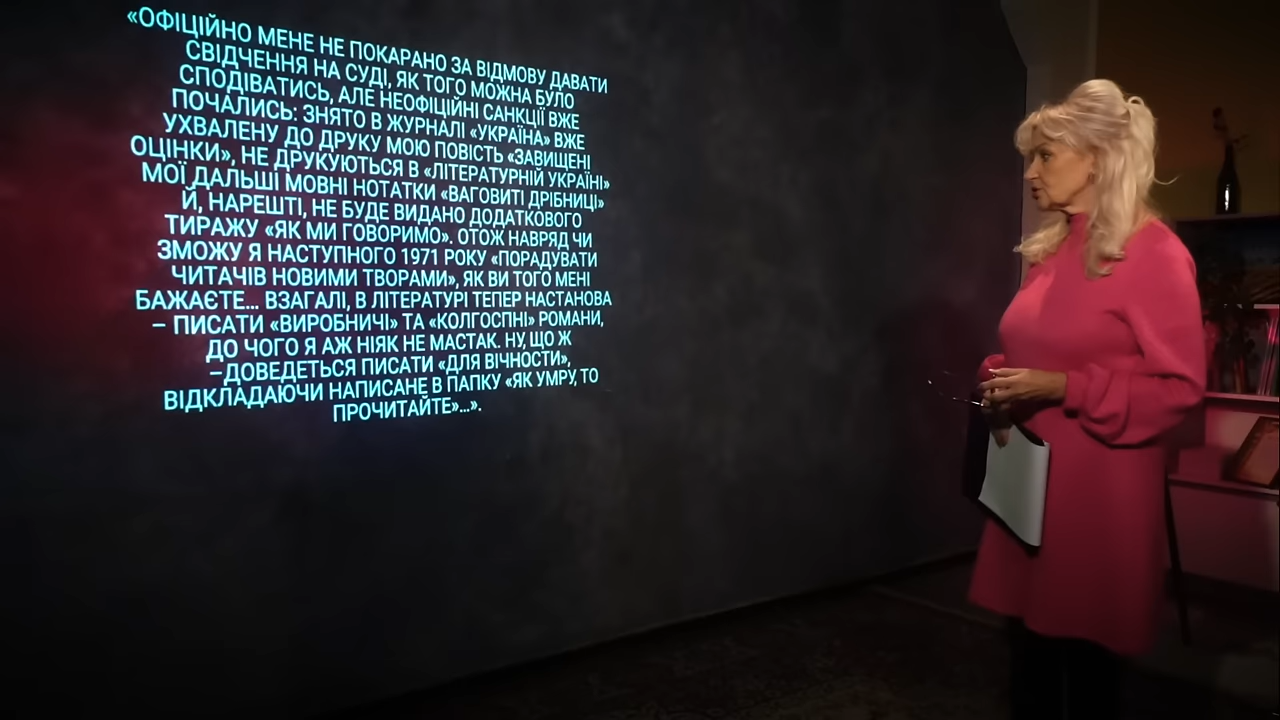 «ОФІЦІЙНО МЕНЕ НЕ ПОКАРАНО ЗА ВІДМОВУ ДАВАТИ
СВІДЧЕННЯ НА СУДІ, ЯК ТОГО МОЖНА БУЛО
СПОДІВАТИСЬ, АЛЕ НЕОФІЦІЙНІ САНКЦІЇ ВЖЕ
ПОЧАЛИСЬ: ЗНЯТО В ЖУРНАЛІ «УКРАЇНА» ВЖЕ
УХВАЛЕНУ ДО ДРУКУ МОЮ ПОВІСТЬ «ЗАВИЩЕНІ
ОЦІНКИ», НЕ ДРУКУЮТЬСЯ В «ЛІТЕРАТУРНІЙ УКРАЇНІ»
МОЇ ДАЛЬШІ МОВНІ НОТАТКИ «ВАГОВИТІ ДРІБНИЦІ»
Й, НАРЕШТІ, НЕ БУДЕ ВИДАНО ДОДАТКОВОГО
ТИРАЖУ «ЯК МИ ГОВОРИМО». ОТОЖ НАВРЯД ЧИ
ЗМОЖУ Я НАСТУПНОГО 1971 РОКУ «ПОРАДУВАТИ
ЧИТАЧІВ НОВИМИ ТВОРАМИ», ЯК ВИ ТОГО МЕНІ
БАЖАЄТЕ... ВЗАГАЛІ, В ЛІТЕРАТУРІ ТЕПЕР НАСТАНОВА
– ПИСАТИ «ВИРОБНИЧІ» ТА «КОЛГОСПНІ» РОМАНИ,
ДО ЧОГО Я АЖ НІЯК НЕ МАСТАК. НУ, ЩО Ж
–ДОВЕДЕТЬСЯ ПИСАТИ «ДЛЯ ВІЧНОСТИ»,
ВІДКЛАДАЮЧИ НАПИСАНЕ В ПАПКУ «ЯК УМРУ, ТО
ПРОЧИТАЙТЕ»...».